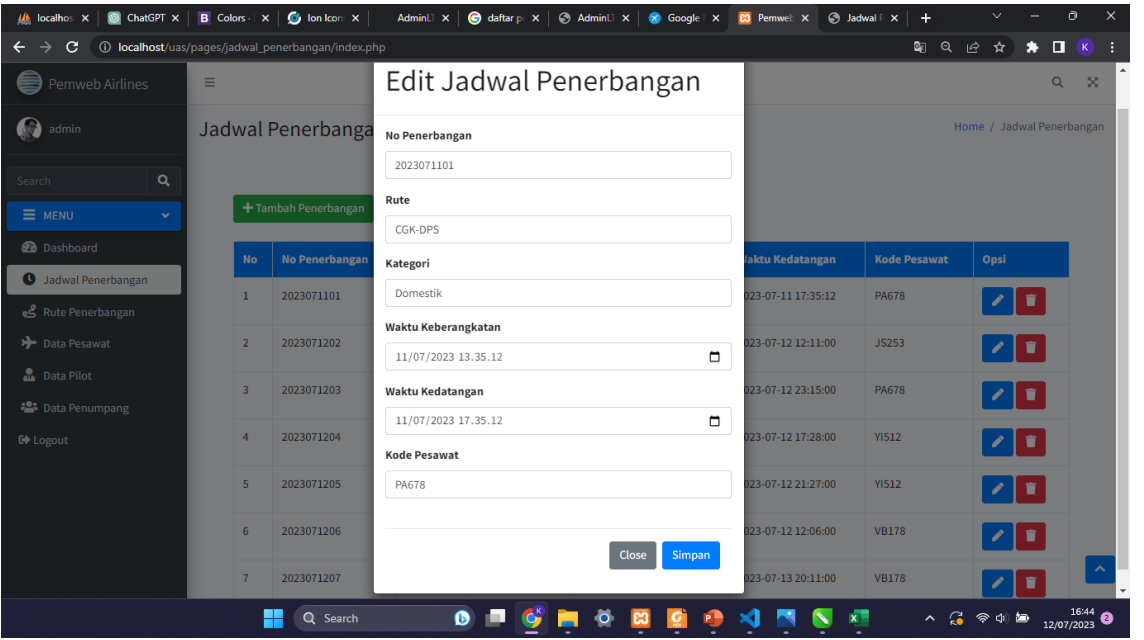 localhos
ChatGPT
Colors -
Ion Icon
AdminLT
daftar p
AdminLT
Google
Pemweb
Jadwal P
localhost/uas/pages/jadwal_penerbangan/index.php
K
Pemweb Airlines
admin
Search
MENU
Dashboard
Jadwal Penerbangan
Rute Penerbangan
Data Pesawat
Data Pilot
Data Penumpang
Logout
Jadwal Penerbanga
Home / Jadwal Penerbangan
+ Tambah Penerbangan
Edit Jadwal Penerbangan
No Penerbangan
2023071101
Rute
CGK-DPS
Kategori
Domestik
Waktu Keberangkatan
11/07/2023 13.35.12
Waktu Kedatangan
11/07/2023 17.35.12
Kode Pesawat
PA678
Close Simpan
No No Penerbangan Waktu Kedatangan Kode Pesawat Opsi
1 2023071101 023-07-11 17:35:12 PA678
2 2023071202 023-07-12 12:11:00 JS253
3 2023071203 023-07-12 23:15:00 PA678
4 2023071204 023-07-12 17:28:00 YI512
5 2023071205 023-07-12 21:27:00 YI512
6 2023071206 023-07-12 12:06:00 VB178
7 2023071207 023-07-13 20:11:00 VB178
Search
16:44
12/07/2023
2